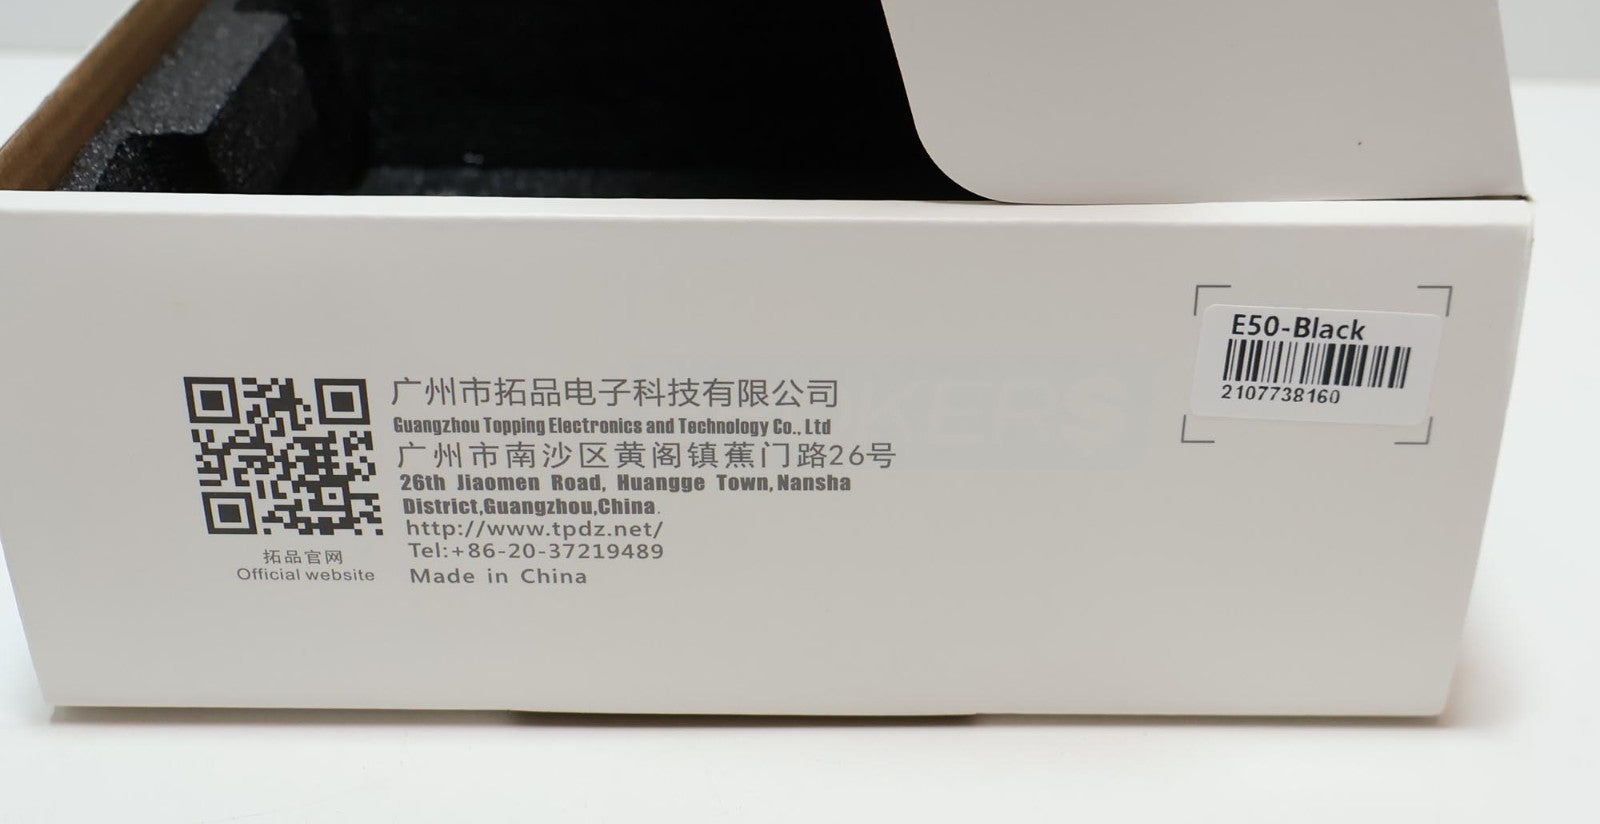 广州市拓品电子科技有限公司
Guangzhou Topping Electronics and Technology Co., Ltd
广州市南沙区黄阁镇蕉门路26号
26th Jiaomen Road, Huangge Town,Nansha
District,Guangzhou,China.
http://www.tpdz.net/
Tel:+86-20-37219489
Made in China
拓品官网
Official website
E50-Black
2107738160